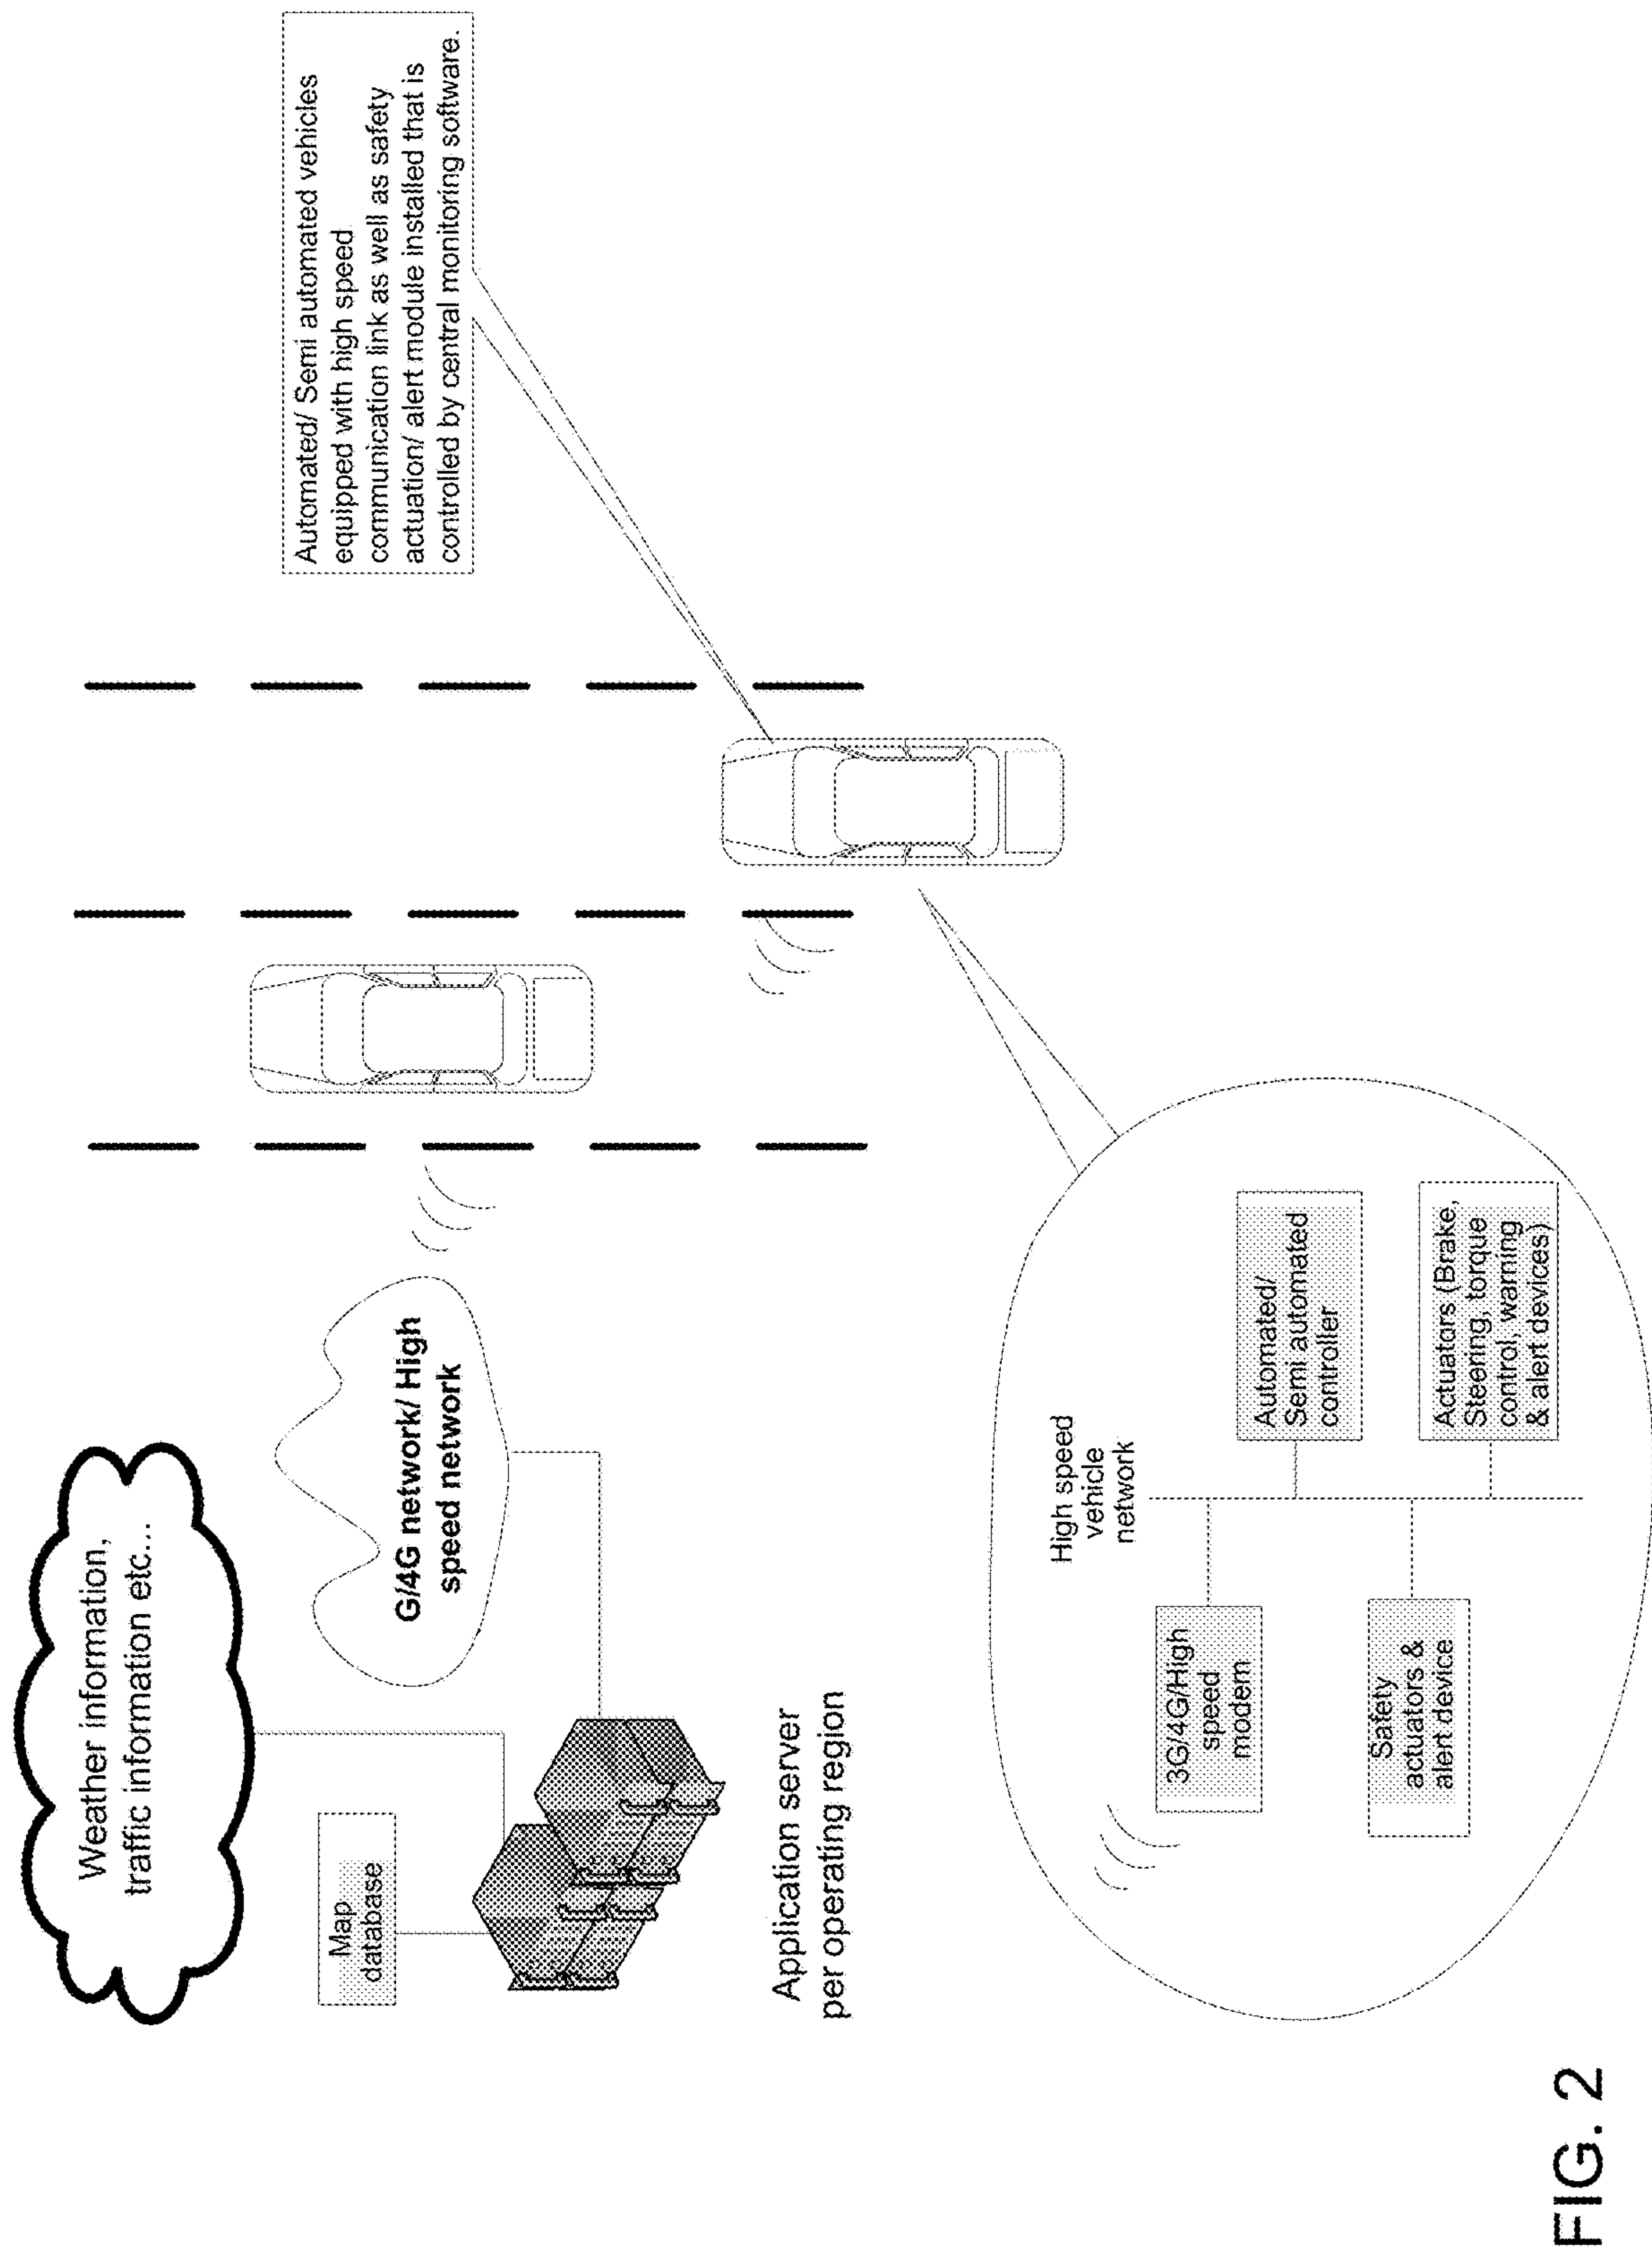 Weather information,
traffic information etc...
Map
database
G/4G network/ High
speed network
Application server
per operating region
Automated/ Semi automated vehicles
equipped with high speed
communication link as well as safety
actuation/ alert module installed that is
controlled by central monitoring software.
High speed
vehicle
network
3G/4G/High
speed
modem
Automated/
Semi automated
controller
Safety
actuators &
alert device
Actuators (Brake,
Steering, torque
control, warning
& alert devices)
FIG. 2